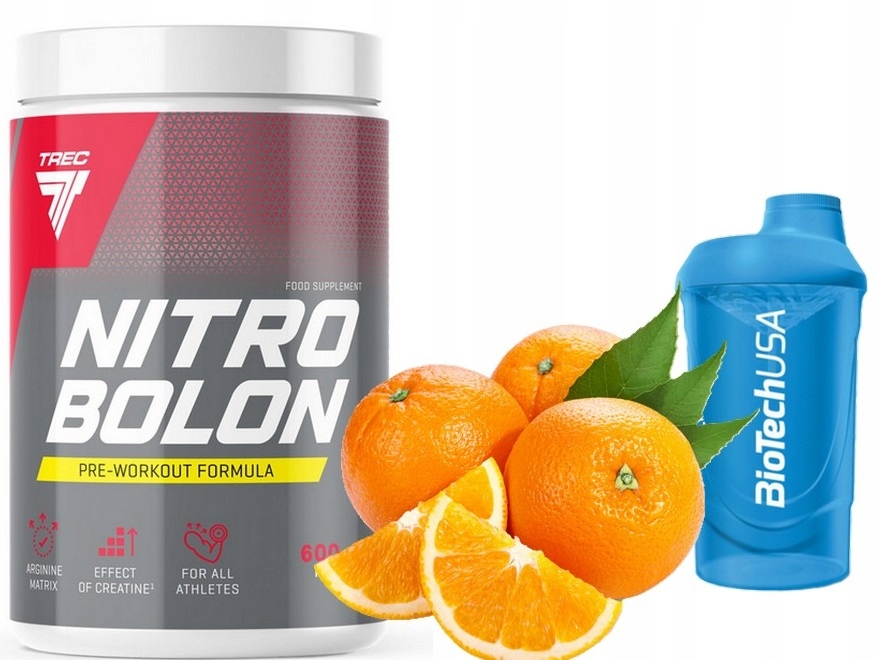 TREC
FOOD SUPPLEMENT
NITRO
BOLON
PRE-WORKOUT FORMULA
ARGININE
MATRIX
EFFECT
OF CREATINE¹
FOR ALL
ATHLETES
600
BioTechUSA